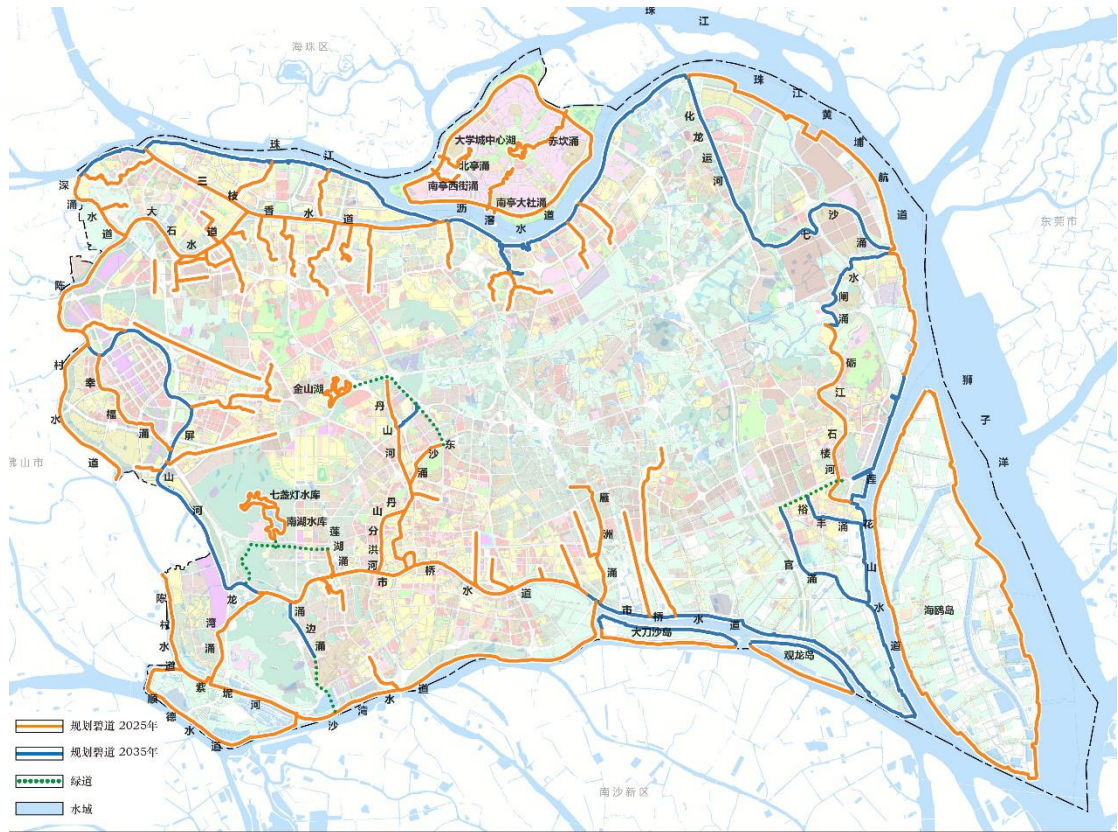 珠江
海珠区
珠江黄埔航道
珠江
大学城中心湖
赤坎涌
北亭涌
南亭西街涌
南亭大社涌
沥滘水道
化龙运河
七沙涌
东莞市
深涌水道
三枝香水道
大石水道
水闸涌
陈村水道
砺江
狮子洋
金山湖
幸福涌
屏山河
丹山河
东沙涌
石楼河
佛山市
七盏灯水库
南湖水库
丹山分洪河
莲湖涌
雁洲涌
裕丰涌
莲花山水道
官涌
市桥水道
市桥水道
大刀沙岛
观龙岛
海鸥岛
龙湾涌
涌边涌
陈村水道
紫坭河
顺德水道
沙湾水道
南沙新区
规划碧道 2025年
规划碧道 2035年
绿道
水域